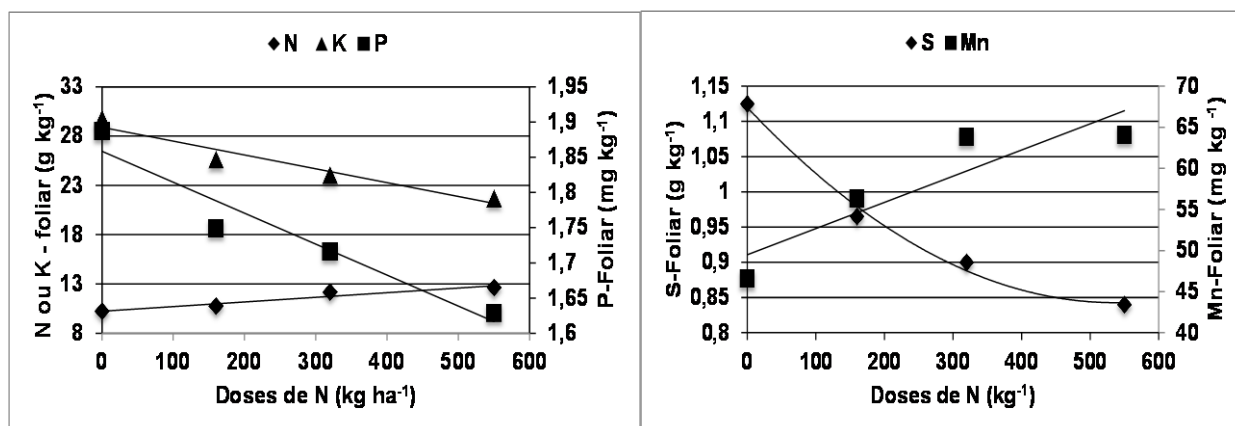 N K P
N ou K - foliar (g kg⁻¹)
33
28
23
18
13
8
1,95
1,9
1,85
1,8
1,75
1,7
1,65
1,6
P-Foliar (mg kg⁻¹)
0 100 200 300 400 500 600
Doses de N (kg ha⁻¹)
S Mn
S-Foliar (g kg⁻¹)
1,15
1,1
1,05
1
0,95
0,9
0,85
0,8
70
65
60
55
50
45
40
Mn-Foliar (mg kg⁻¹)
0 100 200 300 400 500 600
Doses de N (kg⁻¹)